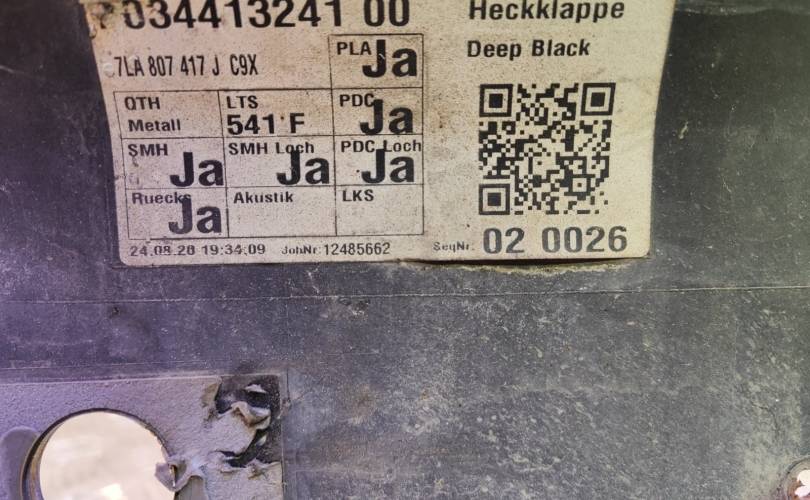 034413241 00
Heckklappe
Deep Black
7LA 807 417 J C9X
PLA Ja
QTH Metall
LTS 541 F
PDC Ja
SMH Ja
SMH Loch Ja
PDC Loch Ja
Ruecks Ja
Akustik
LKS
24.08.20 19:34:09 JobNr: 12485662
SeqNr: 02 0026